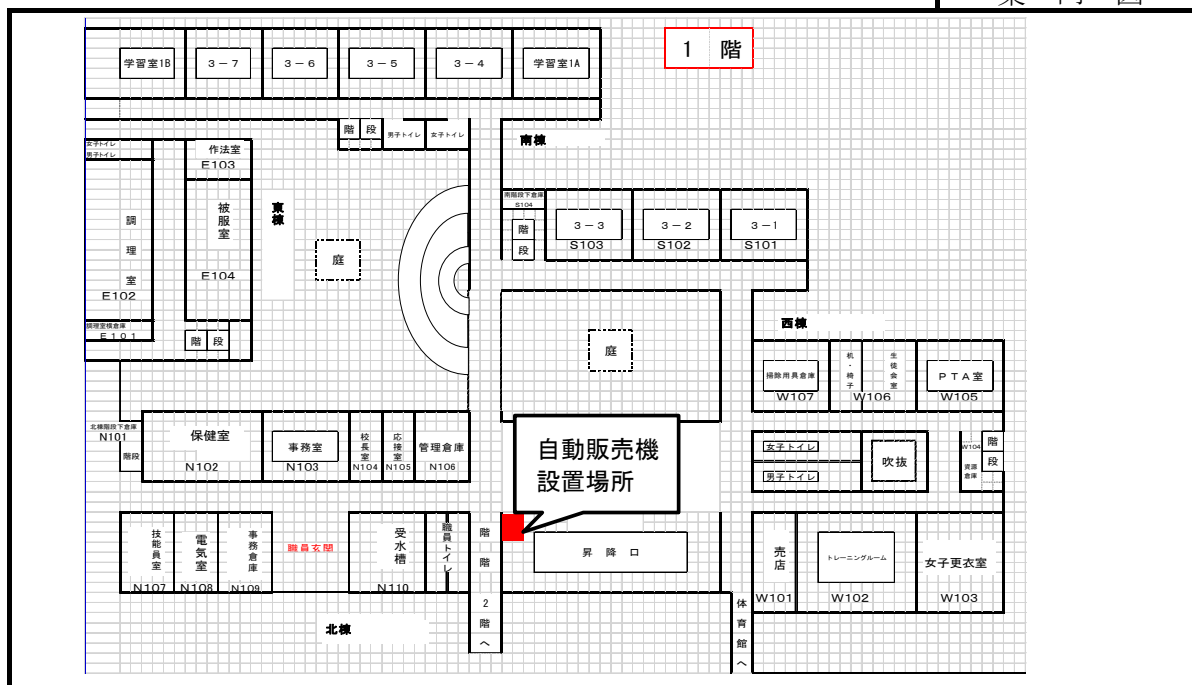 案内図
1 階
学習室1B
3-7
3-6
3-5
3-4
学習室1A
階段
男子トイレ
女子トイレ
南棟
女子トイレ
男子トイレ
作法室
E103
調理室
E102
被服室
E104
東棟
庭
南階段下倉庫
S104
階段
3-3
S103
3-2
S102
3-1
S101
調理室横倉庫
E101
階段
庭
西棟
掃除用具倉庫
W107
机・椅子
生徒会室
W106
PTA室
W105
北棟階段下倉庫
N101
階段
保健室
N102
事務室
N103
校長室
N104
応接室
N105
管理倉庫
N106
自動販売機
設置場所
女子トイレ
男子トイレ
吹抜
W104
資源倉庫
階段
技能員室
N107
電気室
N108
事務倉庫
N109
職員玄関
受水槽
N110
職員トイレ
階
階
2階へ
昇降口
売店
W101
トレーニングルーム
W102
女子更衣室
W103
体育館へ
北棟